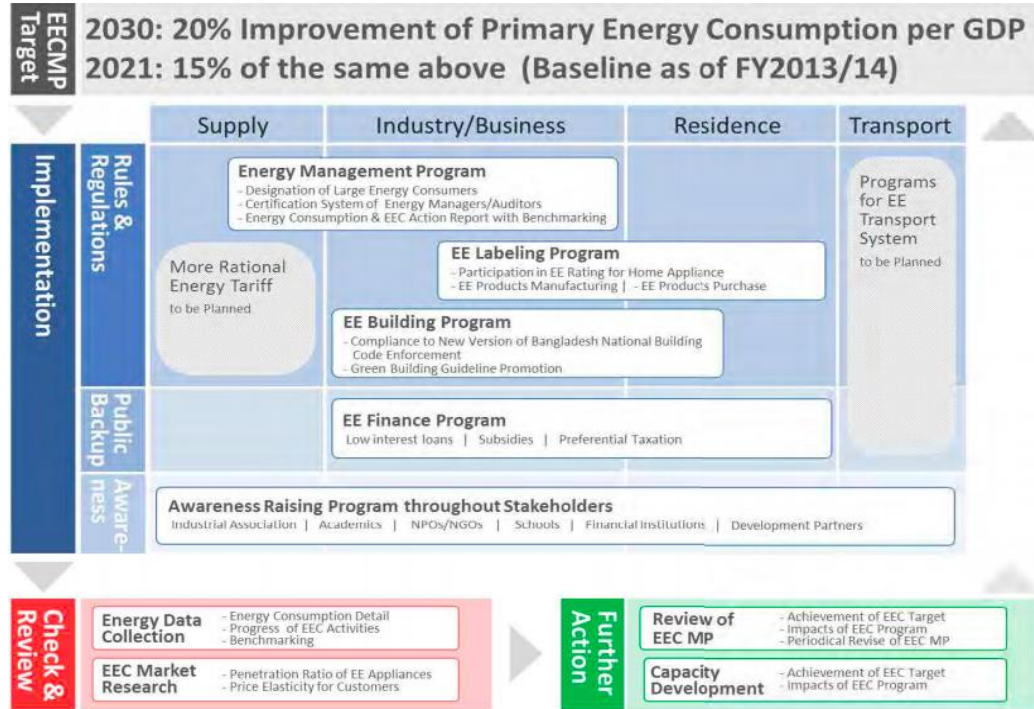 EECMP
Target
2030: 20% Improvement of Primary Energy Consumption per GDP
2021: 15% of the same above (Baseline as of FY2013/14)
Supply
Industry/Business
Residence
Transport
Implementation
Rules &
Regulations
Energy Management Program
- Designation of Large Energy Consumers
- Certification System of Energy Managers/Auditors
- Energy Consumption & EEC Action Report with Benchmarking
Programs
for EE
Transport
System
to be Planned
More Rational
Energy Tariff
to be Planned
EE Labeling Program
- Participation in EE Rating for Home Appliance
- EE Products Manufacturing | - EE Products Purchase
EE Building Program
- Compliance to New Version of Bangladesh National Building
Code Enforcement
- Green Building Guideline Promotion
Public
Backup
EE Finance Program
Low interest loans | Subsidies | Preferential Taxation
Aware-
ness
Awareness Raising Program throughout Stakeholders
Industrial Association | Academics | NPOs/NGOs | Schools | Financial Institutions | Development Partners
Check &
Review
Energy Data
Collection
- Energy Consumption Detail
- Progress of EEC Activities
- Benchmarking
EEC Market
Research
- Penetration Ratio of EE Appliances
- Price Elasticity for Customers
Further
Action
Review of
EEC MP
- Achievement of EEC Target
- Impacts of EEC Program
- Periodical Revise of EEC MP
Capacity
Development
- Achievement of EEC Target
- Impacts of EEC Program